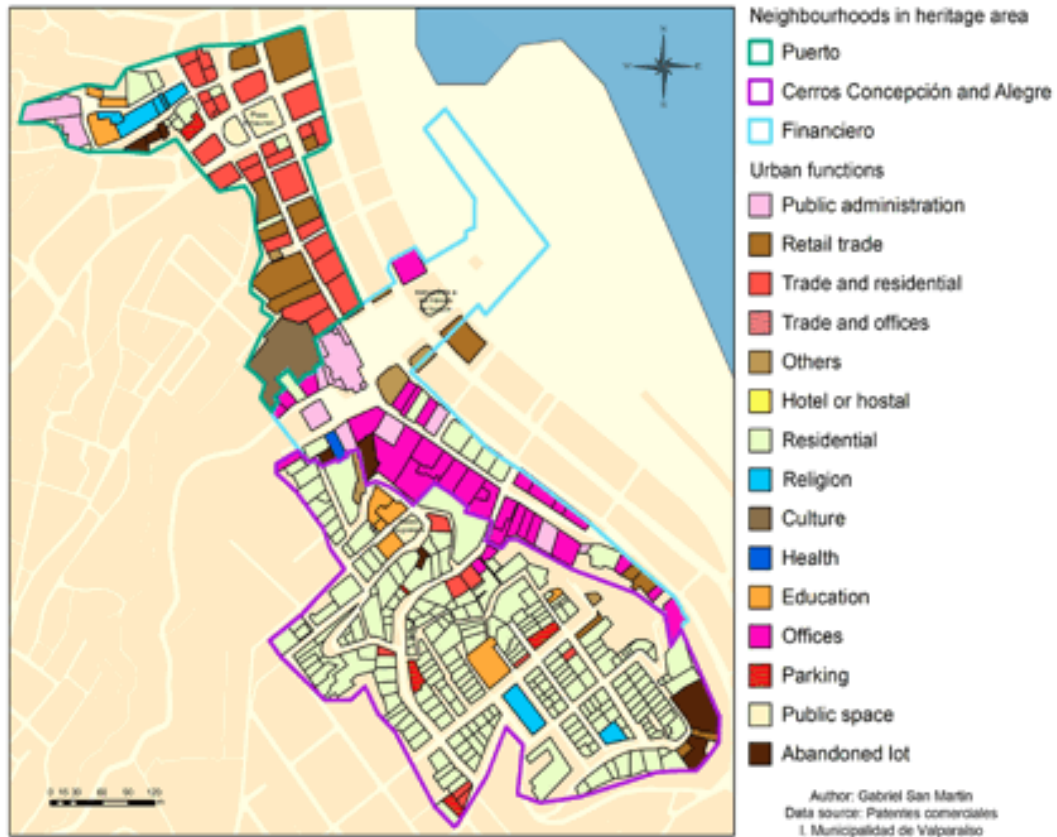 Neighbourhoods in heritage area
Puerto
Cerros Concepción and Alegre
Financiero
Urban functions
Public administration
Retail trade
Trade and residential
Trade and offices
Others
Hotel or hostal
Residential
Religion
Culture
Health
Education
Offices
Parking
Public space
Abandoned lot
Author: Gabriel San Martin
Data source: Patentes comerciales
I. Municipalidad de Valparaíso
N
E
S
Plaza
0 15 30 60 90 120
m